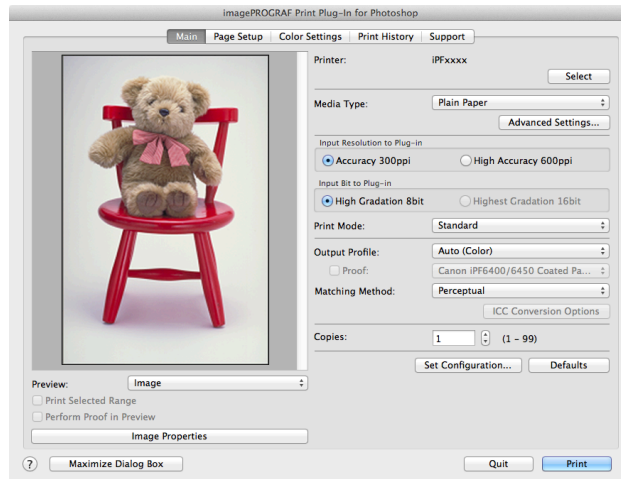 imagePROGRAF Print Plug-In for Photoshop
Main Page Setup Color Settings Print History Support
Printer: iPFxxxx
Select
Media Type: Plain Paper
Advanced Settings...
Input Resolution to Plug-in
Accuracy 300ppi High Accuracy 600ppi
Input Bit to Plug-in
High Gradation 8bit Highest Gradation 16bit
Print Mode: Standard
Output Profile: Auto (Color)
Proof: Canon iPF6400/6450 Coated Pa...
Matching Method: Perceptual
ICC Conversion Options
Copies: 1 (1 – 99)
Set Configuration... Defaults
Preview: Image
Print Selected Range
Perform Proof in Preview
Image Properties
? Maximize Dialog Box Quit Print